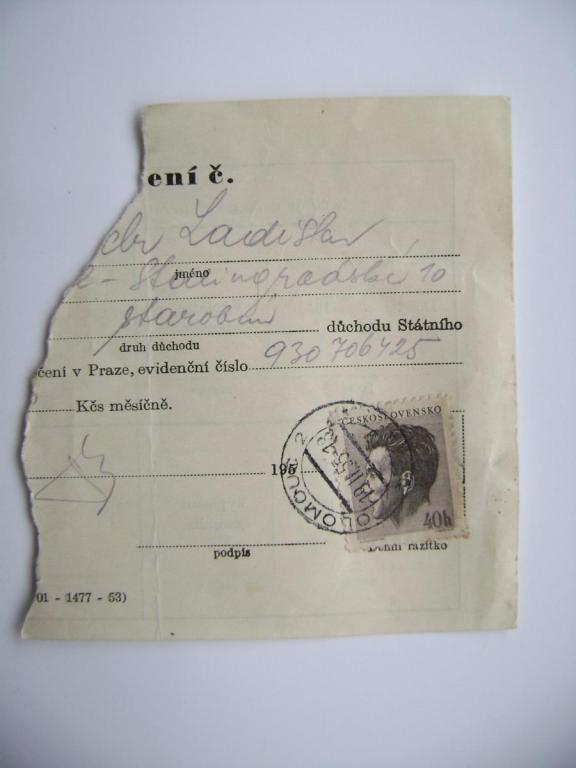 ení č.
Ladislav
jméno
Stalingradská 10
starobní důchodu Státního
druh důchodu
čení v Praze, evidenční číslo 930706425
Kčs měsíčně.
195
ČESKOSLOVENSKO
40h
OLOMOUC 2
podpis Denní razítko
01 - 1477 - 53)